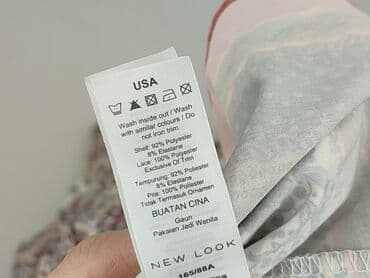 USA
Wash inside out / Wash
with similar colours / Do
not iron trim
Shell: 92% Polyester
8% Elastane
Lace: 100% Polyester
Exclusive Of Trim
Tempurung: 92% Poliester
8% Elastane
Pita: 100% Poliester
Tidak Termasuk Ornamen
BUATAN CINA
Gaun
Pakaian Jadi Wanita
NEW LOOK
165/88A